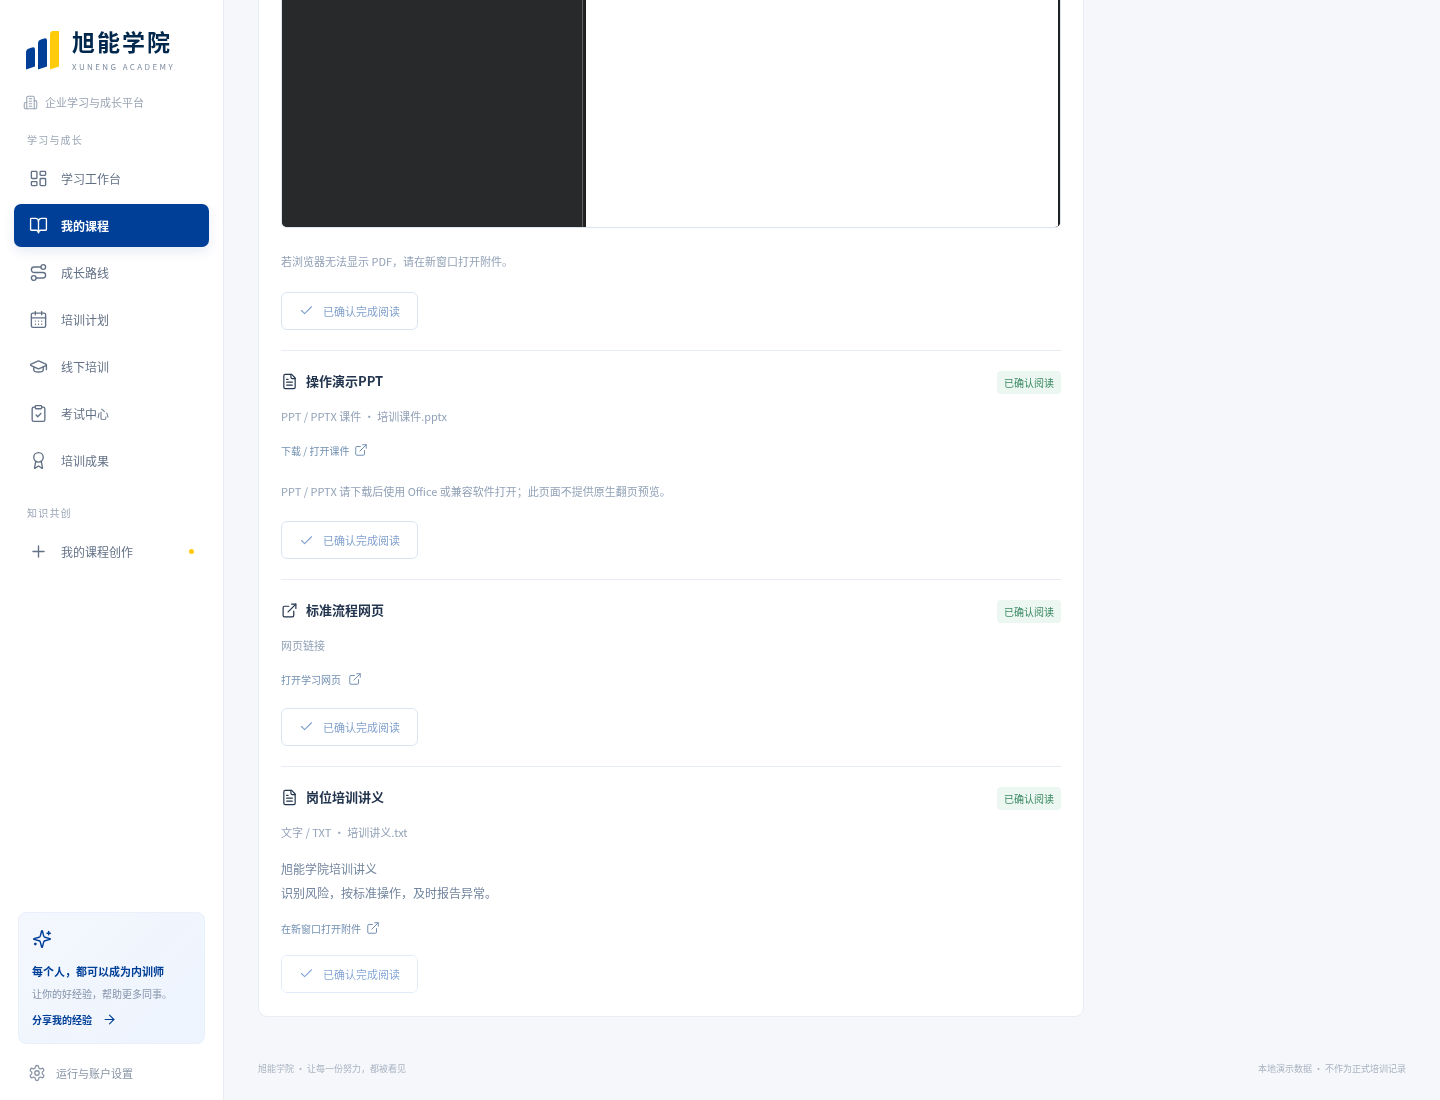 旭能学院
XUNENG ACADEMY
企业学习与成长平台
学习与成长
学习工作台
我的课程
成长路线
培训计划
线下培训
考试中心
培训成果
知识共创
我的课程创作
每个人，都可以成为内训师
让你的好经验，帮助更多同事。
分享我的经验
运行与账户设置
若浏览器无法显示 PDF，请在新窗口打开附件。
已确认完成阅读
操作演示PPT
已确认阅读
PPT / PPTX 课件 · 培训课件.pptx
下载 / 打开课件
PPT / PPTX 请下载后使用 Office 或兼容软件打开；此页面不提供原生翻页预览。
已确认完成阅读
标准流程网页
已确认阅读
网页链接
打开学习网页
已确认完成阅读
岗位培训讲义
已确认阅读
文字 / TXT · 培训讲义.txt
旭能学院培训讲义
识别风险，按标准操作，及时报告异常。
在新窗口打开附件
已确认完成阅读
旭能学院 · 让每一份努力，都被看见
本地演示数据 · 不作为正式培训记录